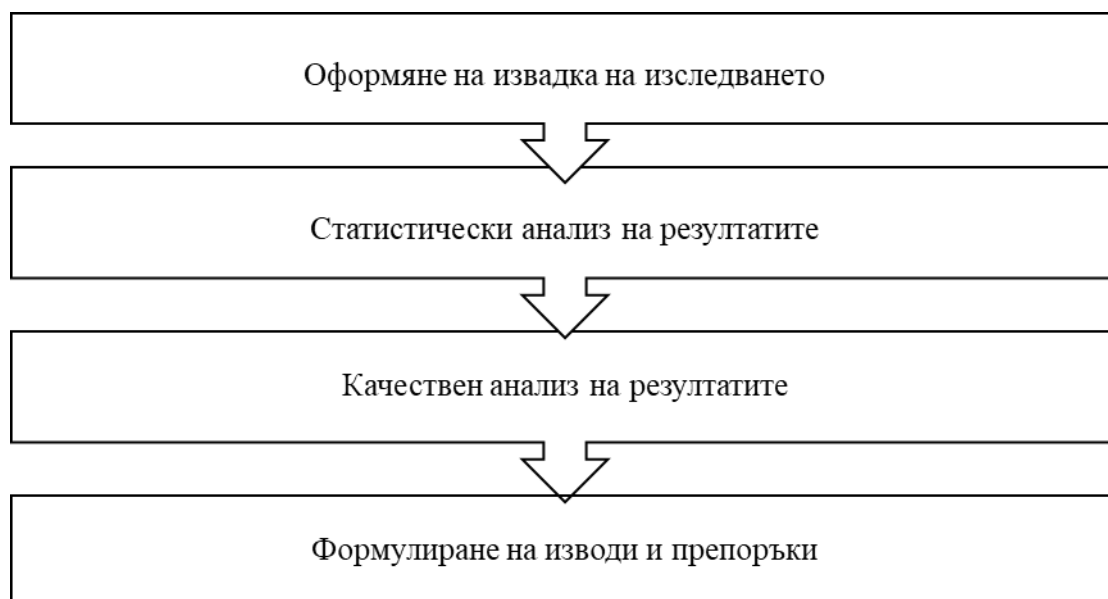 Оформяне на извадка на изследването
Статистически анализ на резултатите
Качествен анализ на резултатите
Формулиране на изводи и препоръки